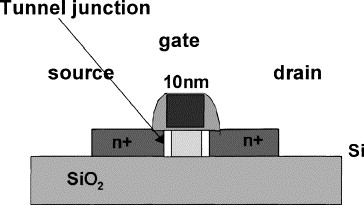 Tunnel junction
gate
source
10nm
drain
n+
n+
Si
SiO2